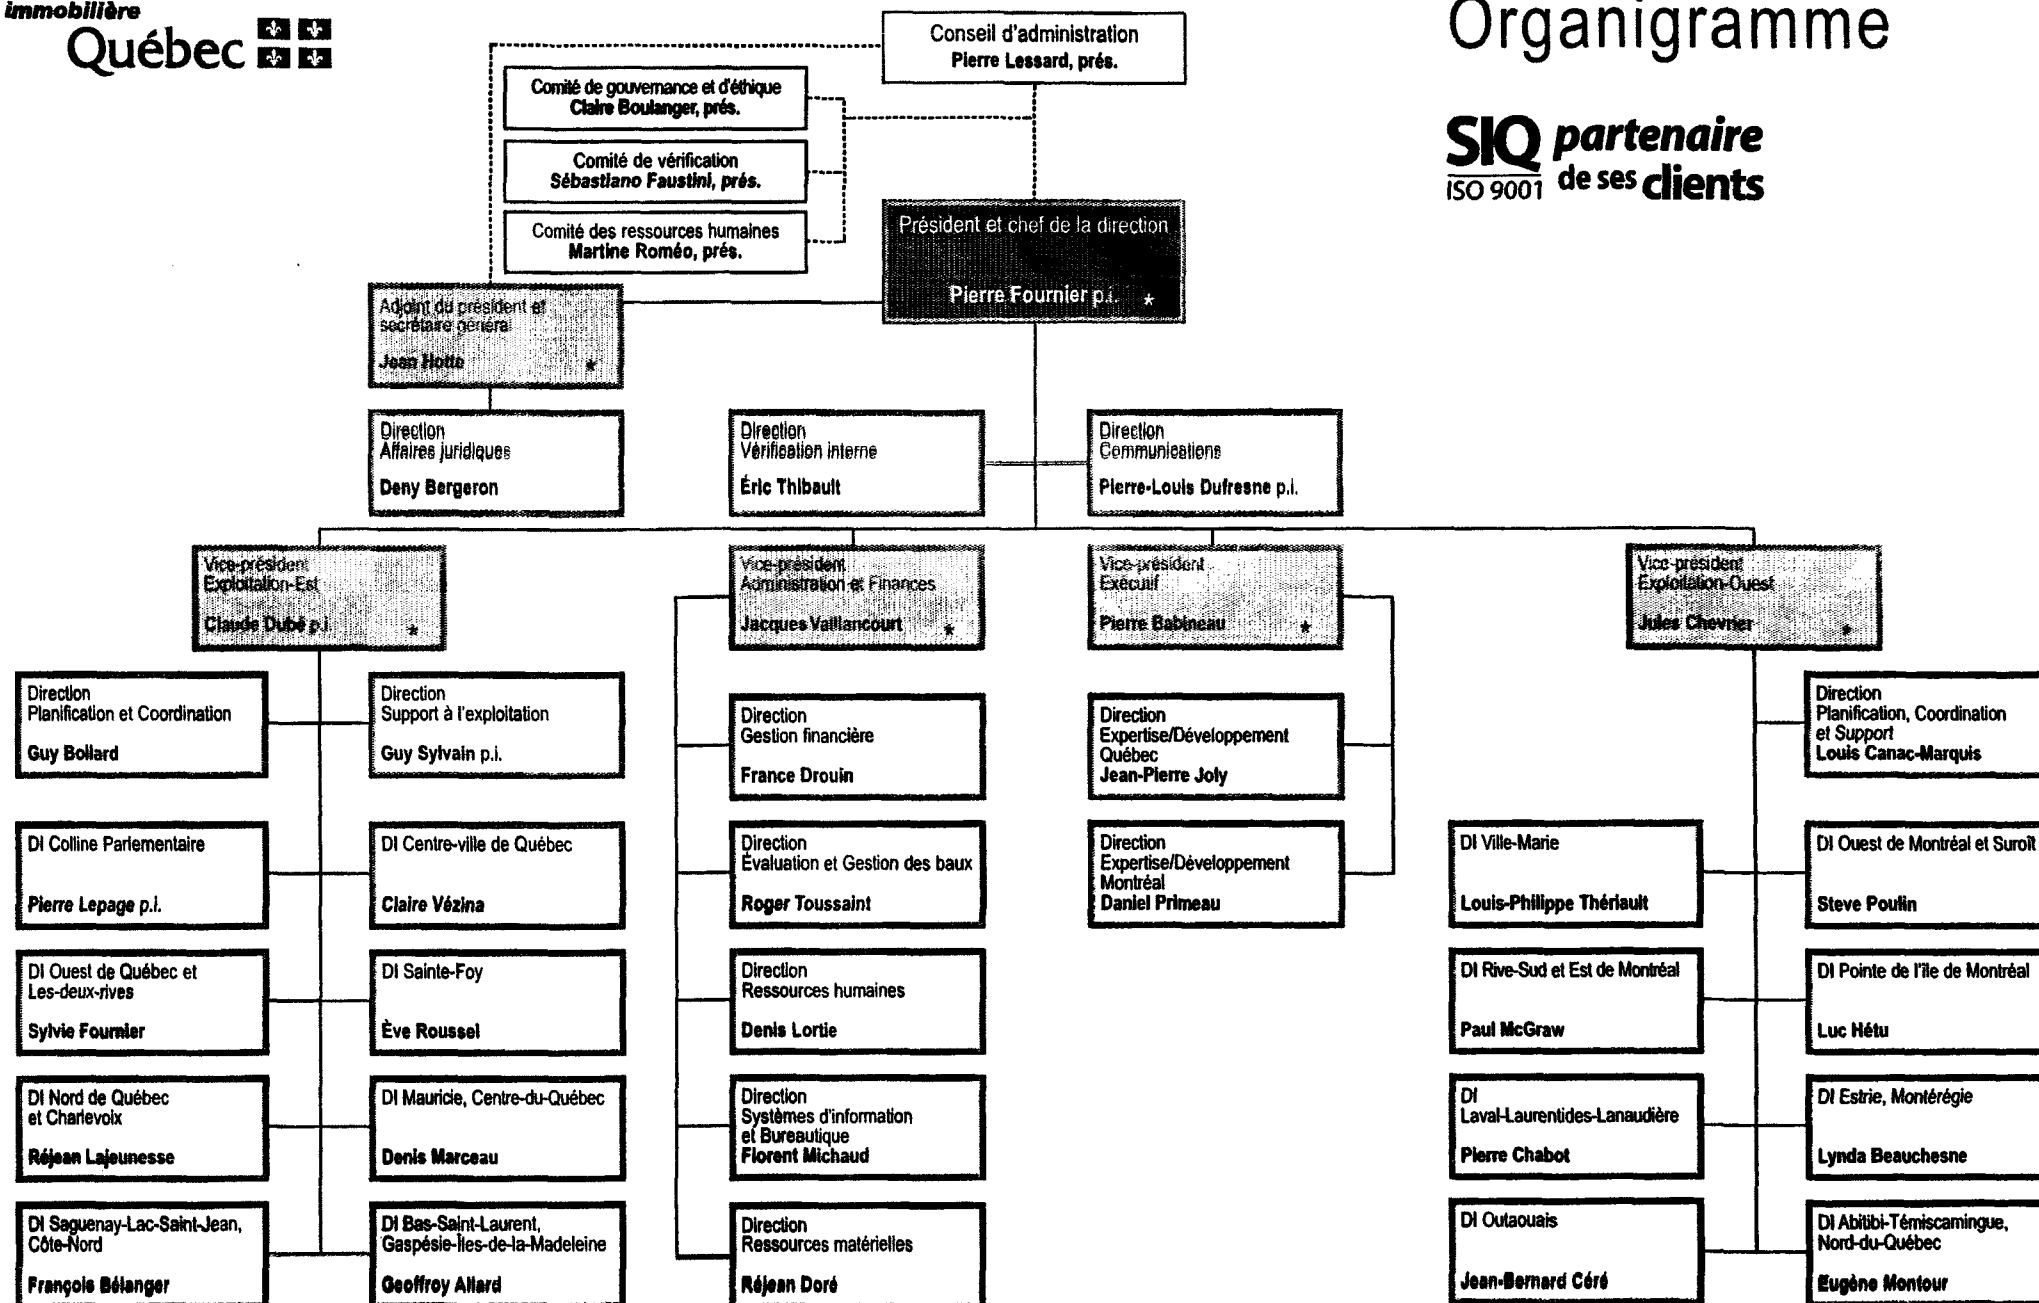 immobilière
Québec
Organigramme
SIQ partenaire
ISO 9001 de ses clients
Conseil d'administration
Pierre Lessard, prés.
Comité de gouvernance et d'éthique
Claire Boulanger, prés.
Comité de vérification
Sébastiano Faustini, prés.
Comité des ressources humaines
Martine Roméo, prés.
Président et chef de la direction
Pierre Fournier p.i. *
Adjoint du président et
secrétaire général
Jean Hotte *
Direction
Affaires juridiques
Deny Bergeron
Direction
Vérification interne
Éric Thibault
Direction
Communications
Pierre-Louis Dufresne p.i.
Vice-président
Exploitation-Est
Claude Dubé p.i. *
Vice-président
Administration et Finances
Jacques Vaillancourt *
Vice-président
Exécutif
Pierre Babineau *
Vice-président
Exploitation-Ouest
Jules Chevrier *
Direction
Planification et Coordination
Guy Bollard
Direction
Support à l'exploitation
Guy Sylvain p.i.
Direction
Gestion financière
France Drouin
Direction
Expertise/Développement
Québec
Jean-Pierre Joly
Direction
Planification, Coordination
et Support
Louis Canac-Marquis
DI Colline Parlementaire
Pierre Lepage p.i.
DI Centre-ville de Québec
Claire Vézina
Direction
Évaluation et Gestion des baux
Roger Toussaint
Direction
Expertise/Développement
Montréal
Daniel Primeau
DI Ville-Marie
Louis-Philippe Thériault
DI Ouest de Montréal et Suroît
Steve Poulin
DI Ouest de Québec et
Les-deux-rives
Sylvie Fournier
DI Sainte-Foy
Ève Roussel
Direction
Ressources humaines
Denis Lortie
DI Rive-Sud et Est de Montréal
Paul McGraw
DI Pointe de l'île de Montréal
Luc Hétu
DI Nord de Québec
et Charlevoix
Réjean Lajeunesse
DI Mauricie, Centre-du-Québec
Denis Marceau
Direction
Systèmes d'information
et Bureautique
Florent Michaud
DI
Laval-Laurentides-Lanaudière
Pierre Chabot
DI Estrie, Montérégie
Lynda Beauchesne
DI Saguenay-Lac-Saint-Jean,
Côte-Nord
François Bélanger
DI Bas-Saint-Laurent,
Gaspésie-Îles-de-la-Madeleine
Geoffroy Allard
Direction
Ressources matérielles
Réjean Doré
DI Outaouais
Jean-Bernard Céré
DI Abitibi-Témiscamingue,
Nord-du-Québec
Eugène Montour